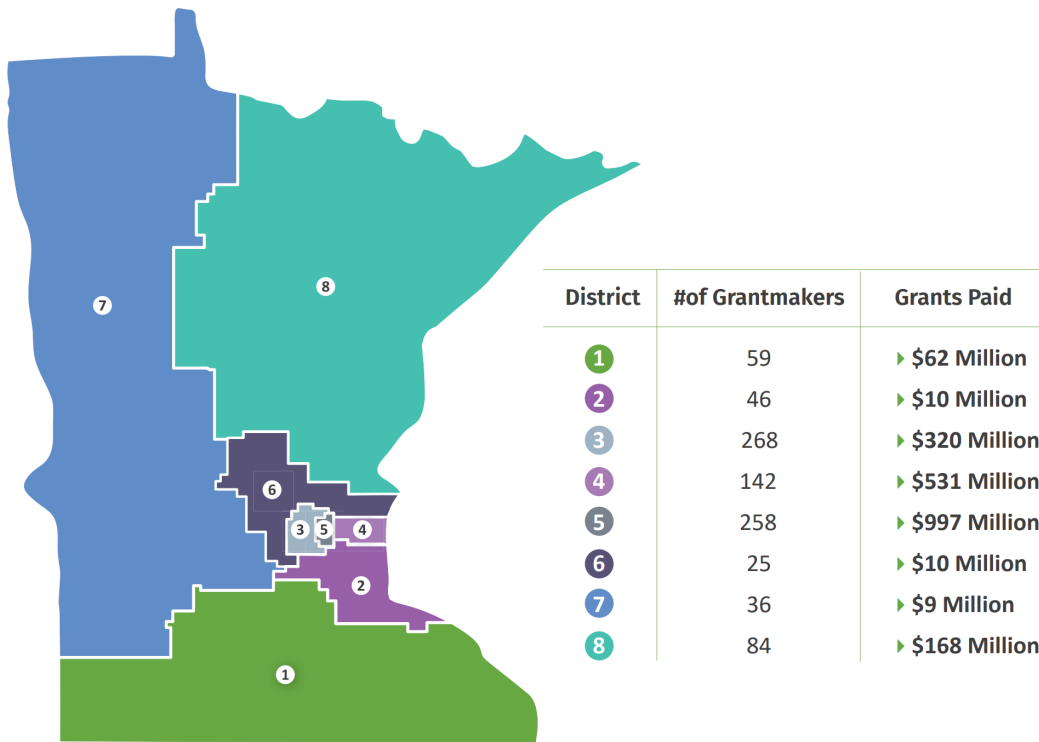 7
8
6
3 5 4
2
1
District #of Grantmakers Grants Paid
1 59 $62 Million
2 46 $10 Million
3 268 $320 Million
4 142 $531 Million
5 258 $997 Million
6 25 $10 Million
7 36 $9 Million
8 84 $168 Million